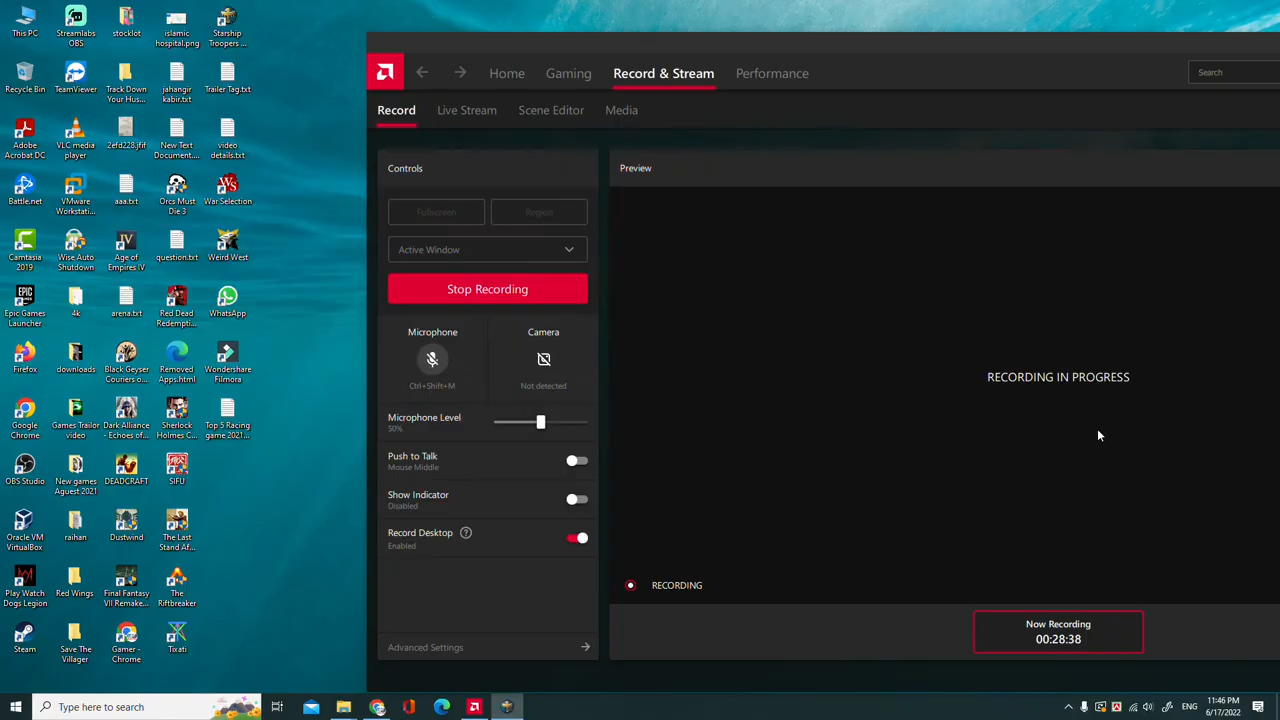 This PC
Streamlabs
OBS
stocklot
islamic
hospital.png
Starship
Troopers ...
Recycle Bin
TeamViewer
Track Down
Your Hus...
jahangir
kabir.txt
Trailer Tag.txt
Adobe
Acrobat DC
VLC media
player
2efd228.jfif
New Text
Document....
video
details.txt
Battle.net
VMware
Workstati...
aaa.txt
Orcs Must
Die 3
War Selection
Camtasia
2019
Wise Auto
Shutdown
Age of
Empires IV
question.txt
Weird West
Epic Games
Launcher
4k
arena.txt
Red Dead
Redempti...
WhatsApp
Firefox
downloads
Black Geyser
Couriers o...
Removed
Apps.html
Wondershare
Filmora
Google
Chrome
Games Trailor
video
Dark Alliance
- Echoes of...
Sherlock
Holmes C...
Top 5 Racing
game 2021...
OBS Studio
New games
Aguest 2021
DEADCRAFT
SIFU
Oracle VM
VirtualBox
raihan
Dustwind
The Last
Stand Af...
Play Watch
Dogs Legion
Red Wings
Final Fantasy
VII Remake...
The
Riftbreaker
Steam
Save The
Villager
Gamer -
Chrome
Tixati
Home
Gaming
Record & Stream
Performance
Search
Record
Live Stream
Scene Editor
Media
Controls
Fullscreen
Region
Active Window
Stop Recording
Microphone
Camera
Ctrl+Shift+M
Not detected
Microphone Level
50%
Push to Talk
Mouse Middle
Show Indicator
Disabled
Record Desktop
Enabled
Advanced Settings
Preview
RECORDING IN PROGRESS
RECORDING
Now Recording
00:28:38
Type here to search
ENG
11:46 PM
6/17/2022